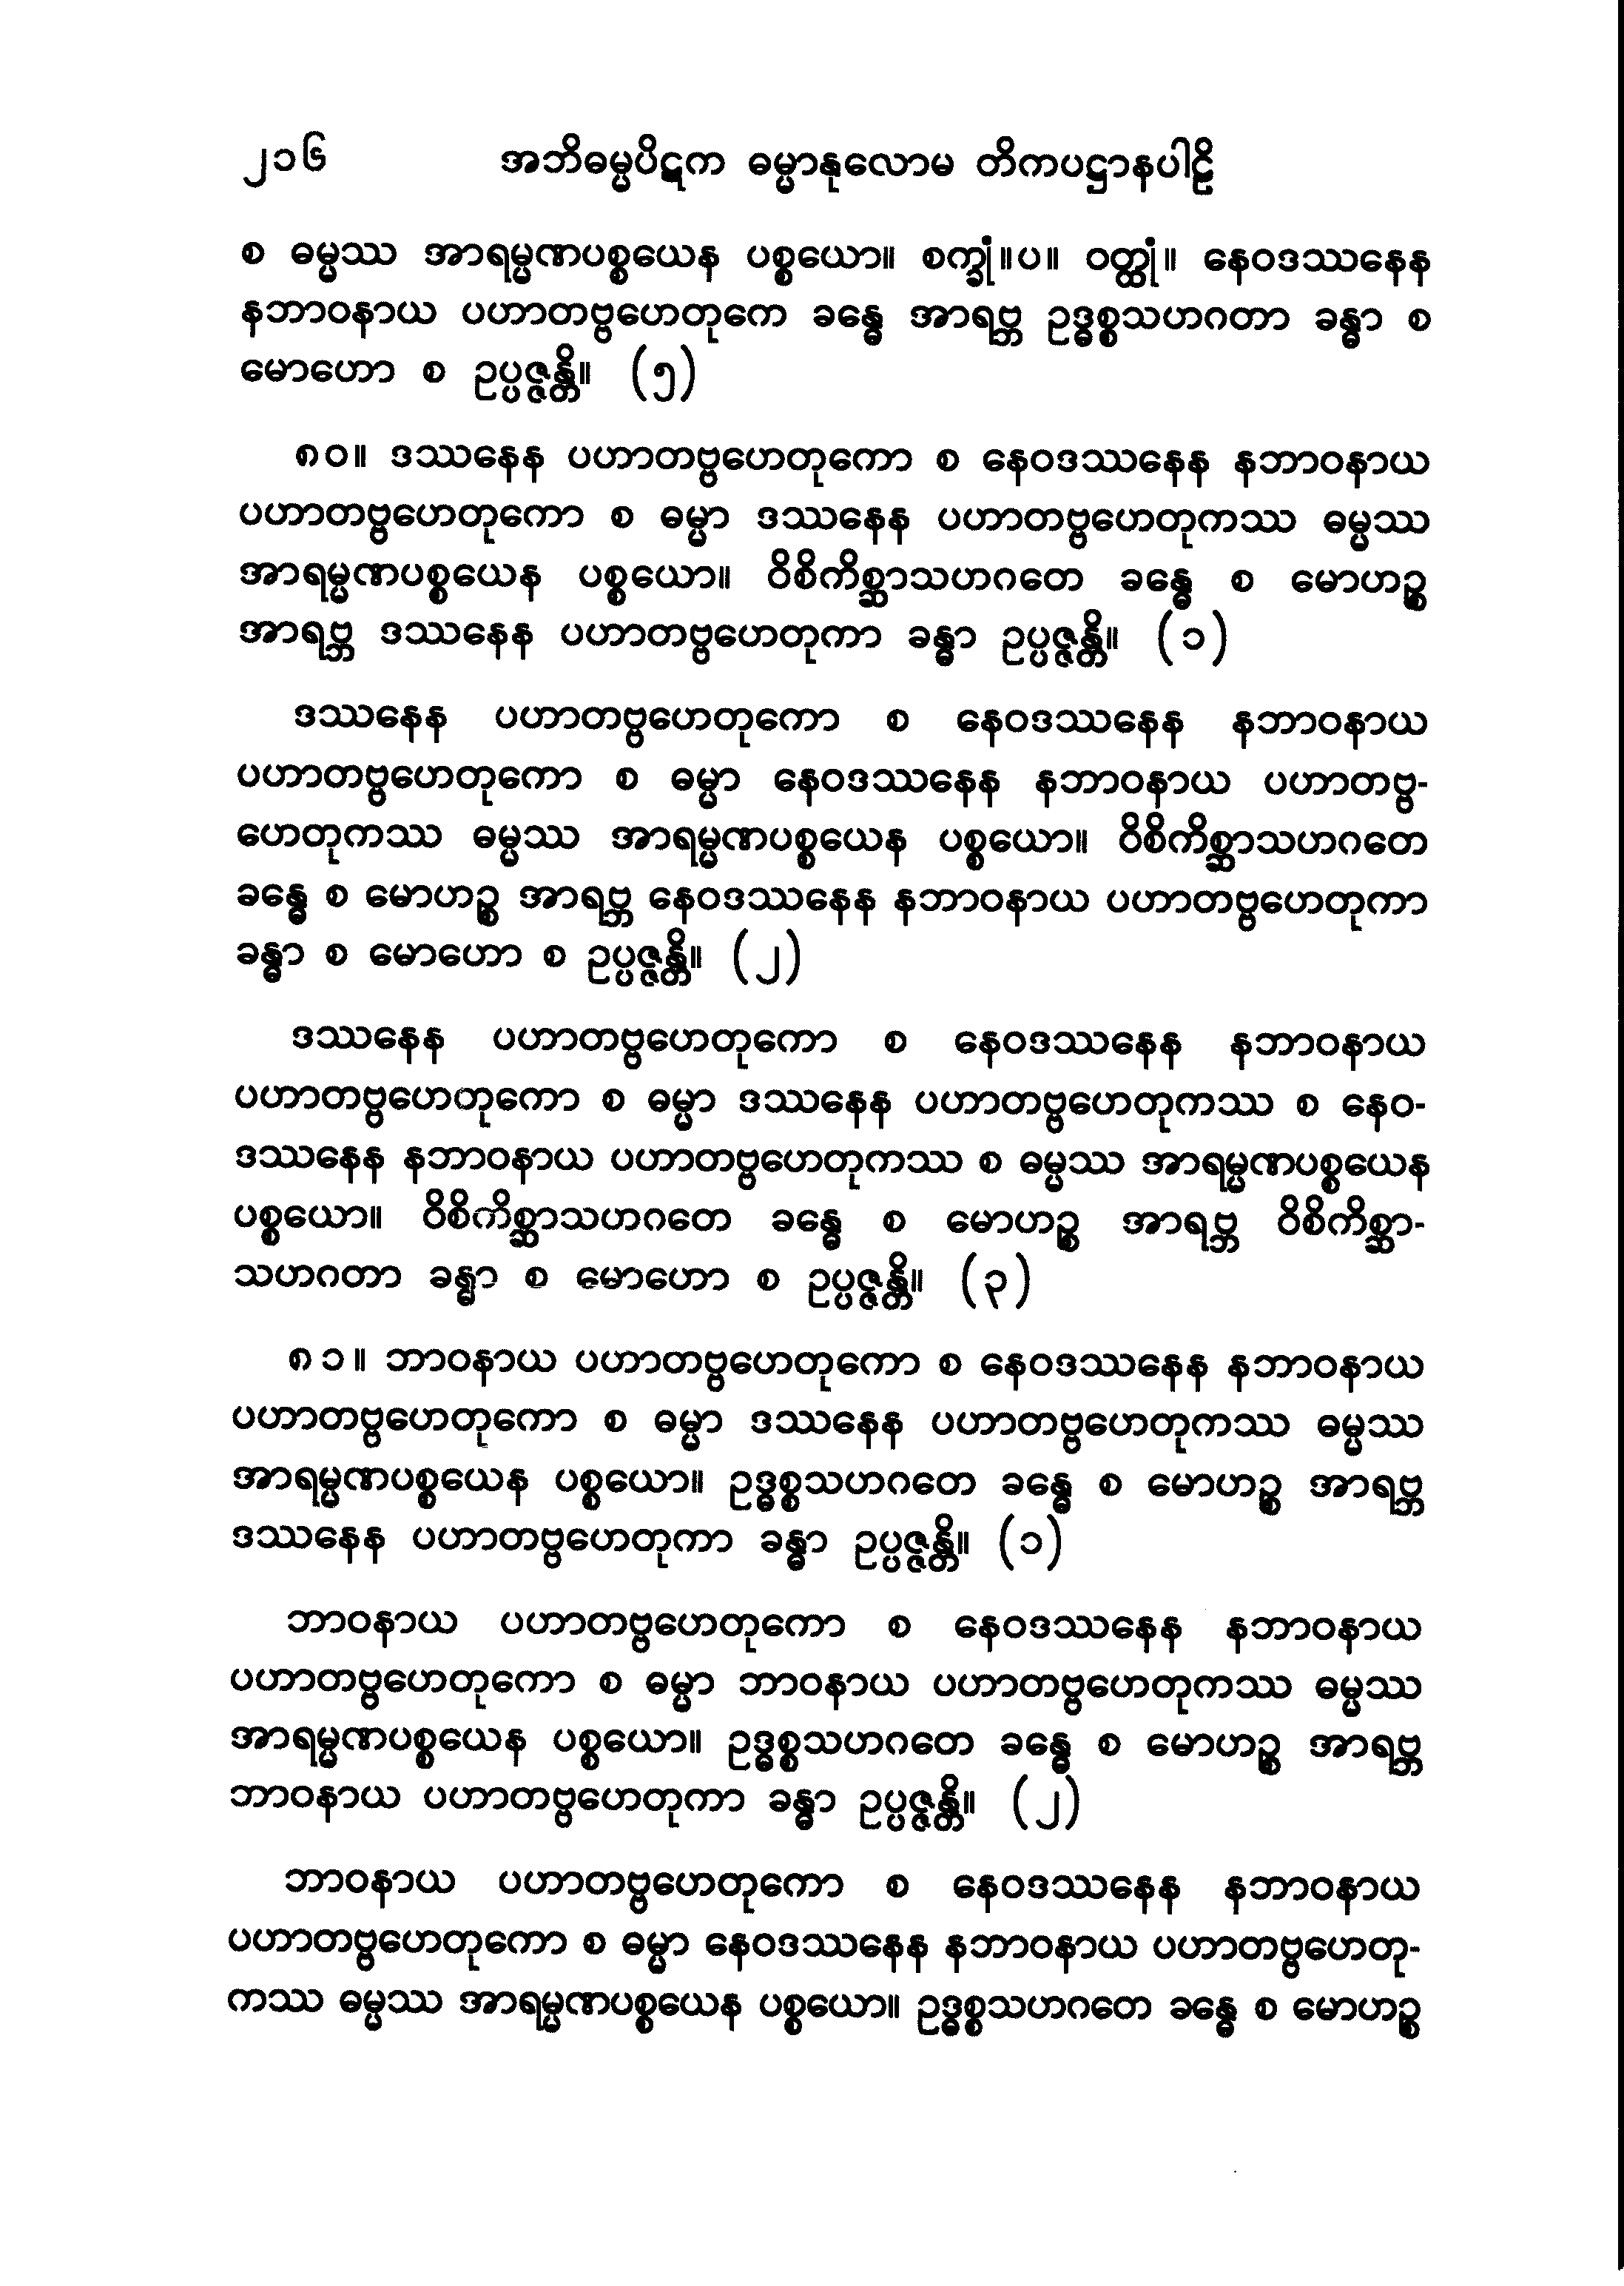 ၂၁၆ အဘိဓမ္မပိဋက ဓမ္မာနုလောမ တိကပဋ္ဌာနပါဠိ
စ ဓမ္မဿ အာရမ္မဏပစ္စယေန ပစ္စယော။ စက္ခုံ။ပ။ ဝတ္ထုံ။ နေဝဒဿနေန
နဘာဝနာယ ပဟာတဗ္ဗဟေတုကေ ခန္ဓေ အာရဗ္ဘ ဥဒ္ဓစ္စသဟဂတာ ခန္ဓာ စ
မောဟော စ ဥပ္ပဇ္ဇန္တိ။ (၅)
၈၀။ ဒဿနေန ပဟာတဗ္ဗဟေတုကော စ နေဝဒဿနေန နဘာဝနာယ
ပဟာတဗ္ဗဟေတုကော စ ဓမ္မာ ဒဿနေန ပဟာတဗ္ဗဟေတုကဿ ဓမ္မဿ
အာရမ္မဏပစ္စယေန ပစ္စယော။ ဝိစိကိစ္ဆာသဟဂတေ ခန္ဓေ စ မောဟဉ္စ
အာရဗ္ဘ ဒဿနေန ပဟာတဗ္ဗဟေတုကာ ခန္ဓာ ဥပ္ပဇ္ဇန္တိ။ (၁)
ဒဿနေန ပဟာတဗ္ဗဟေတုကော စ နေဝဒဿနေန နဘာဝနာယ
ပဟာတဗ္ဗဟေတုကော စ ဓမ္မာ နေဝဒဿနေန နဘာဝနာယ ပဟာတဗ္ဗ-
ဟေတုကဿ ဓမ္မဿ အာရမ္မဏပစ္စယေန ပစ္စယော။ ဝိစိကိစ္ဆာသဟဂတေ
ခန္ဓေ စ မောဟဉ္စ အာရဗ္ဘ နေဝဒဿနေန နဘာဝနာယ ပဟာတဗ္ဗဟေတုကာ
ခန္ဓာ စ မောဟော စ ဥပ္ပဇ္ဇန္တိ။ (၂)
ဒဿနေန ပဟာတဗ္ဗဟေတုကော စ နေဝဒဿနေန နဘာဝနာယ
ပဟာတဗ္ဗဟေတုကော စ ဓမ္မာ ဒဿနေန ပဟာတဗ္ဗဟေတုကဿ စ နေဝ-
ဒဿနေန နဘာဝနာယ ပဟာတဗ္ဗဟေတုကဿ စ ဓမ္မဿ အာရမ္မဏပစ္စယေန
ပစ္စယော။ ဝိစိကိစ္ဆာသဟဂတေ ခန္ဓေ စ မောဟဉ္စ အာရဗ္ဘ ဝိစိကိစ္ဆာ-
သဟဂတာ ခန္ဓာ စ မောဟော စ ဥပ္ပဇ္ဇန္တိ။ (၃)
၈၁။ ဘာဝနာယ ပဟာတဗ္ဗဟေတုကော စ နေဝဒဿနေန နဘာဝနာယ
ပဟာတဗ္ဗဟေတုကော စ ဓမ္မာ ဒဿနေန ပဟာတဗ္ဗဟေတုကဿ ဓမ္မဿ
အာရမ္မဏပစ္စယေန ပစ္စယော။ ဥဒ္ဓစ္စသဟဂတေ ခန္ဓေ စ မောဟဉ္စ အာရဗ္ဘ
ဒဿနေန ပဟာတဗ္ဗဟေတုကာ ခန္ဓာ ဥပ္ပဇ္ဇန္တိ။ (၁)
ဘာဝနာယ ပဟာတဗ္ဗဟေတုကော စ နေဝဒဿနေန နဘာဝနာယ
ပဟာတဗ္ဗဟေတုကော စ ဓမ္မာ ဘာဝနာယ ပဟာတဗ္ဗဟေတုကဿ ဓမ္မဿ
အာရမ္မဏပစ္စယေန ပစ္စယော။ ဥဒ္ဓစ္စသဟဂတေ ခန္ဓေ စ မောဟဉ္စ အာရဗ္ဘ
ဘာဝနာယ ပဟာတဗ္ဗဟေတုကာ ခန္ဓာ ဥပ္ပဇ္ဇန္တိ။ (၂)
ဘာဝနာယ ပဟာတဗ္ဗဟေတုကော စ နေဝဒဿနေန နဘာဝနာယ
ပဟာတဗ္ဗဟေတုကော စ ဓမ္မာ နေဝဒဿနေန နဘာဝနာယ ပဟာတဗ္ဗဟေတု-
ကဿ ဓမ္မဿ အာရမ္မဏပစ္စယေန ပစ္စယော။ ဥဒ္ဓစ္စသဟဂတေ ခန္ဓေ စ မောဟဉ္စ